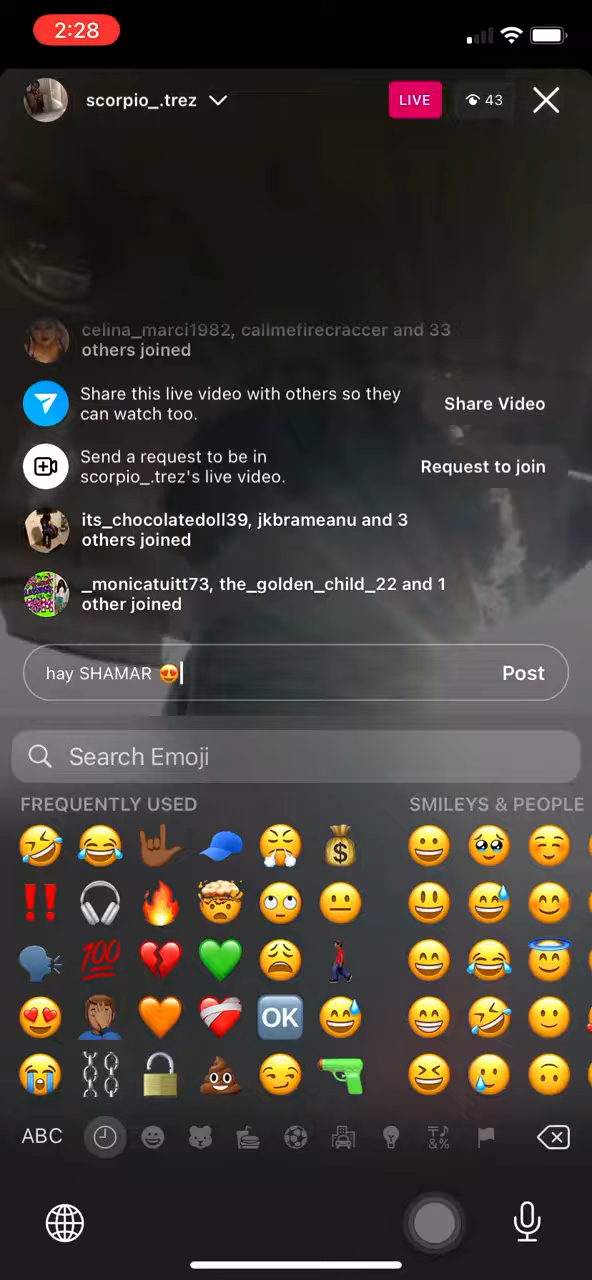 2:28
scorpio_.trez
LIVE
43
celina_marci1982, callmefirecraccer and 33
others joined
Share this live video with others so they
can watch too.
Share Video
Send a request to be in
scorpio_.trez's live video.
Request to join
its_chocolatedoll39, jkbrameanu and 3
others joined
_monicatuitt73, the_golden_child_22 and 1
other joined
hay SHAMAR 😍
Post
Search Emoji
FREQUENTLY USED
SMILEYS & PEOPLE
ABC